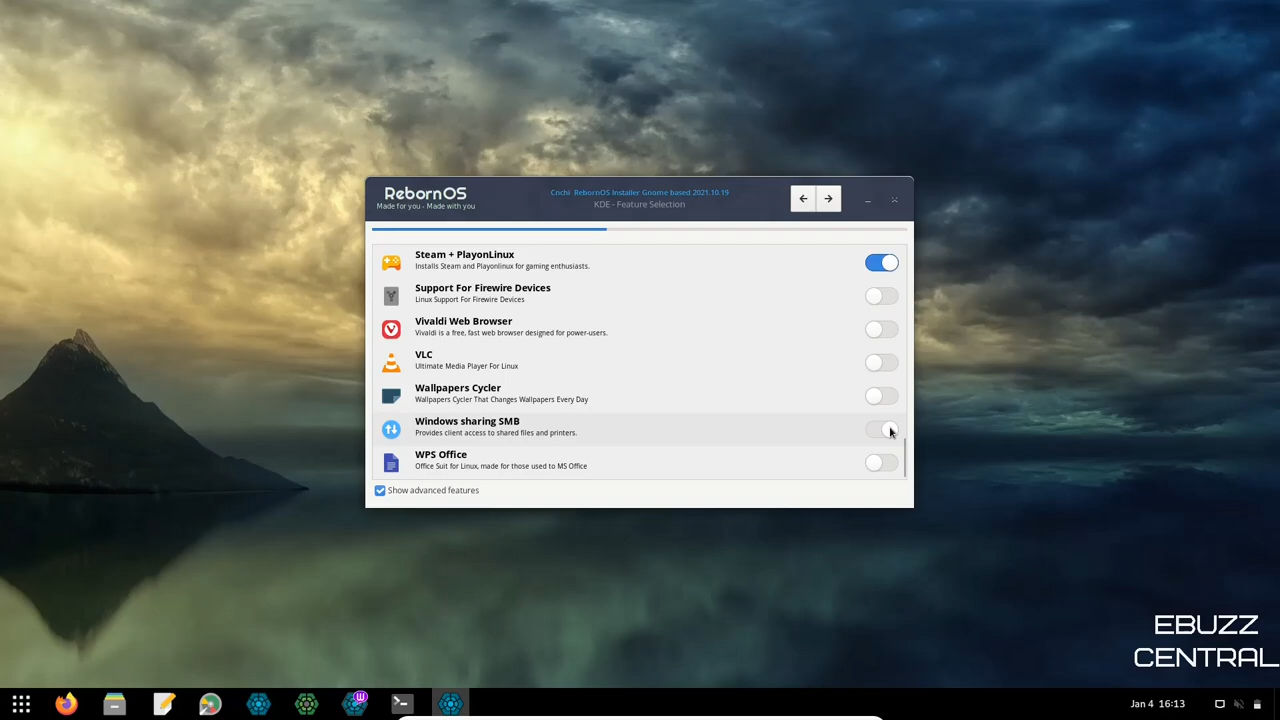 RebornOS
Made for you - Made with you
Cnchi RebornOS Installer Gnome based 2021.10.19
KDE - Feature Selection
Steam + PlayonLinux
Installs Steam and Playonlinux for gaming enthusiasts.
Support For Firewire Devices
Linux Support For Firewire Devices
Vivaldi Web Browser
Vivaldi is a free, fast web browser designed for power-users.
VLC
Ultimate Media Player For Linux
Wallpapers Cycler
Wallpapers Cycler That Changes Wallpapers Every Day
Windows sharing SMB
Provides client access to shared files and printers.
WPS Office
Office Suit for Linux, made for those used to MS Office
Show advanced features
EBUZZ
CENTRAL
W
Jan 4 16:13